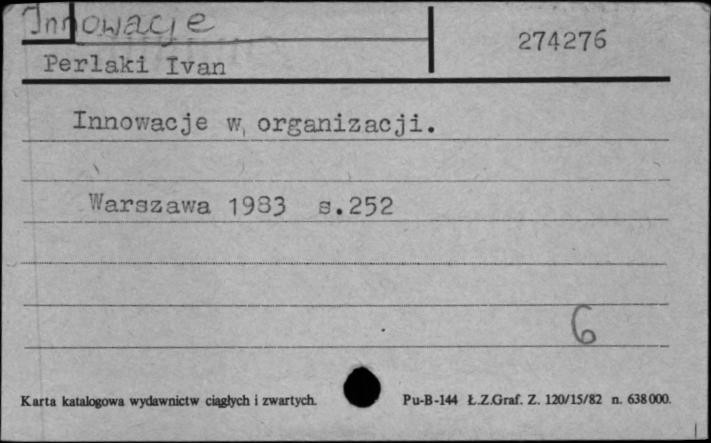 Innowacje
274276
Perlaki Ivan
Innowacje w organizacji.
Warszawa 1983 s.252
6
Karta katalogowa wydawnictw ciągłych i zwartych. Pu-B-144 Ł.Z.Graf. Z. 120/15/82 n. 638000.